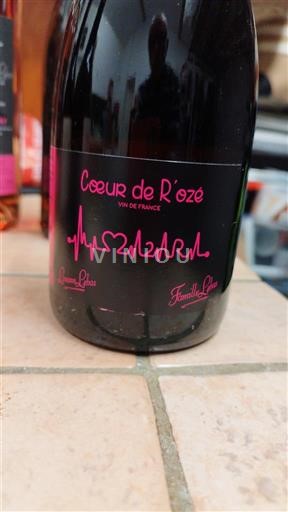 Coeur de R'ozé
VIN DE FRANCE
VINIOU
Famille Lebas